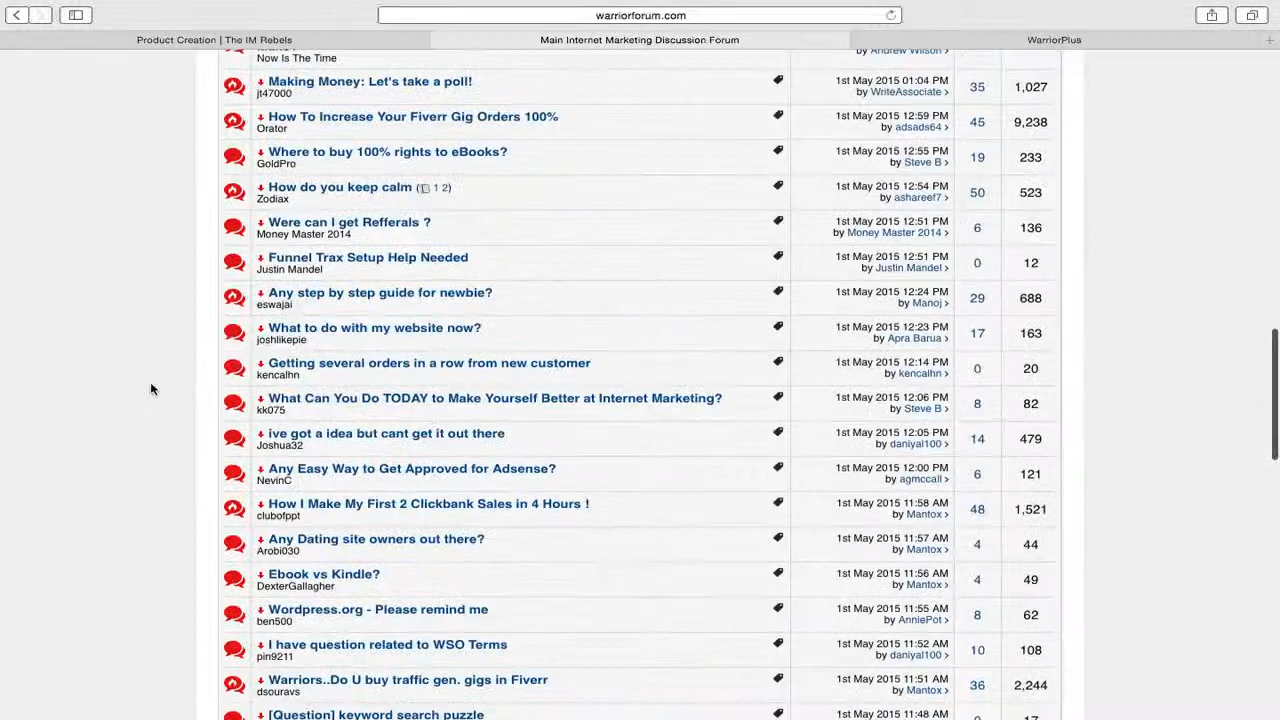 warriorforum.com
Product Creation | The IM Rebels
Main Internet Marketing Discussion Forum
WarriorPlus
by Andrew Wilson ›
Now Is The Time
Making Money: Let's take a poll!
jt47000
1st May 2015 01:04 PM
by WriteAssociate ›
35
1,027
How To Increase Your Fiverr Gig Orders 100%
Orator
1st May 2015 12:59 PM
by adsads64 ›
45
9,238
Where to buy 100% rights to eBooks?
GoldPro
1st May 2015 12:55 PM
by Steve B ›
19
233
How do you keep calm ( 1 2)
Zodiax
1st May 2015 12:54 PM
by ashareef7 ›
50
523
Were can I get Refferals ?
Money Master 2014
1st May 2015 12:51 PM
by Money Master 2014 ›
6
136
Funnel Trax Setup Help Needed
Justin Mandel
1st May 2015 12:51 PM
by Justin Mandel ›
0
12
Any step by step guide for newbie?
eswajai
1st May 2015 12:24 PM
by Manoj ›
29
688
What to do with my website now?
joshlikepie
1st May 2015 12:23 PM
by Apra Barua ›
17
163
Getting several orders in a row from new customer
kencalhn
1st May 2015 12:14 PM
by kencalhn ›
0
20
What Can You Do TODAY to Make Yourself Better at Internet Marketing?
kk075
1st May 2015 12:06 PM
by Steve B ›
8
82
ive got a idea but cant get it out there
Joshua32
1st May 2015 12:05 PM
by daniyal100 ›
14
479
Any Easy Way to Get Approved for Adsense?
NevinC
1st May 2015 12:00 PM
by agmccall ›
6
121
How I Make My First 2 Clickbank Sales in 4 Hours !
clubofppt
1st May 2015 11:58 AM
by Mantox ›
48
1,521
Any Dating site owners out there?
Arobi030
1st May 2015 11:57 AM
by Mantox ›
4
44
Ebook vs Kindle?
DexterGallagher
1st May 2015 11:56 AM
by Mantox ›
4
49
Wordpress.org - Please remind me
ben500
1st May 2015 11:55 AM
by AnniePot ›
8
62
I have question related to WSO Terms
pin9211
1st May 2015 11:52 AM
by daniyal100 ›
10
108
Warriors..Do U buy traffic gen. gigs in Fiverr
dsouravs
1st May 2015 11:51 AM
by Mantox ›
36
2,244
[Question] keyword search puzzle
1st May 2015 11:48 AM